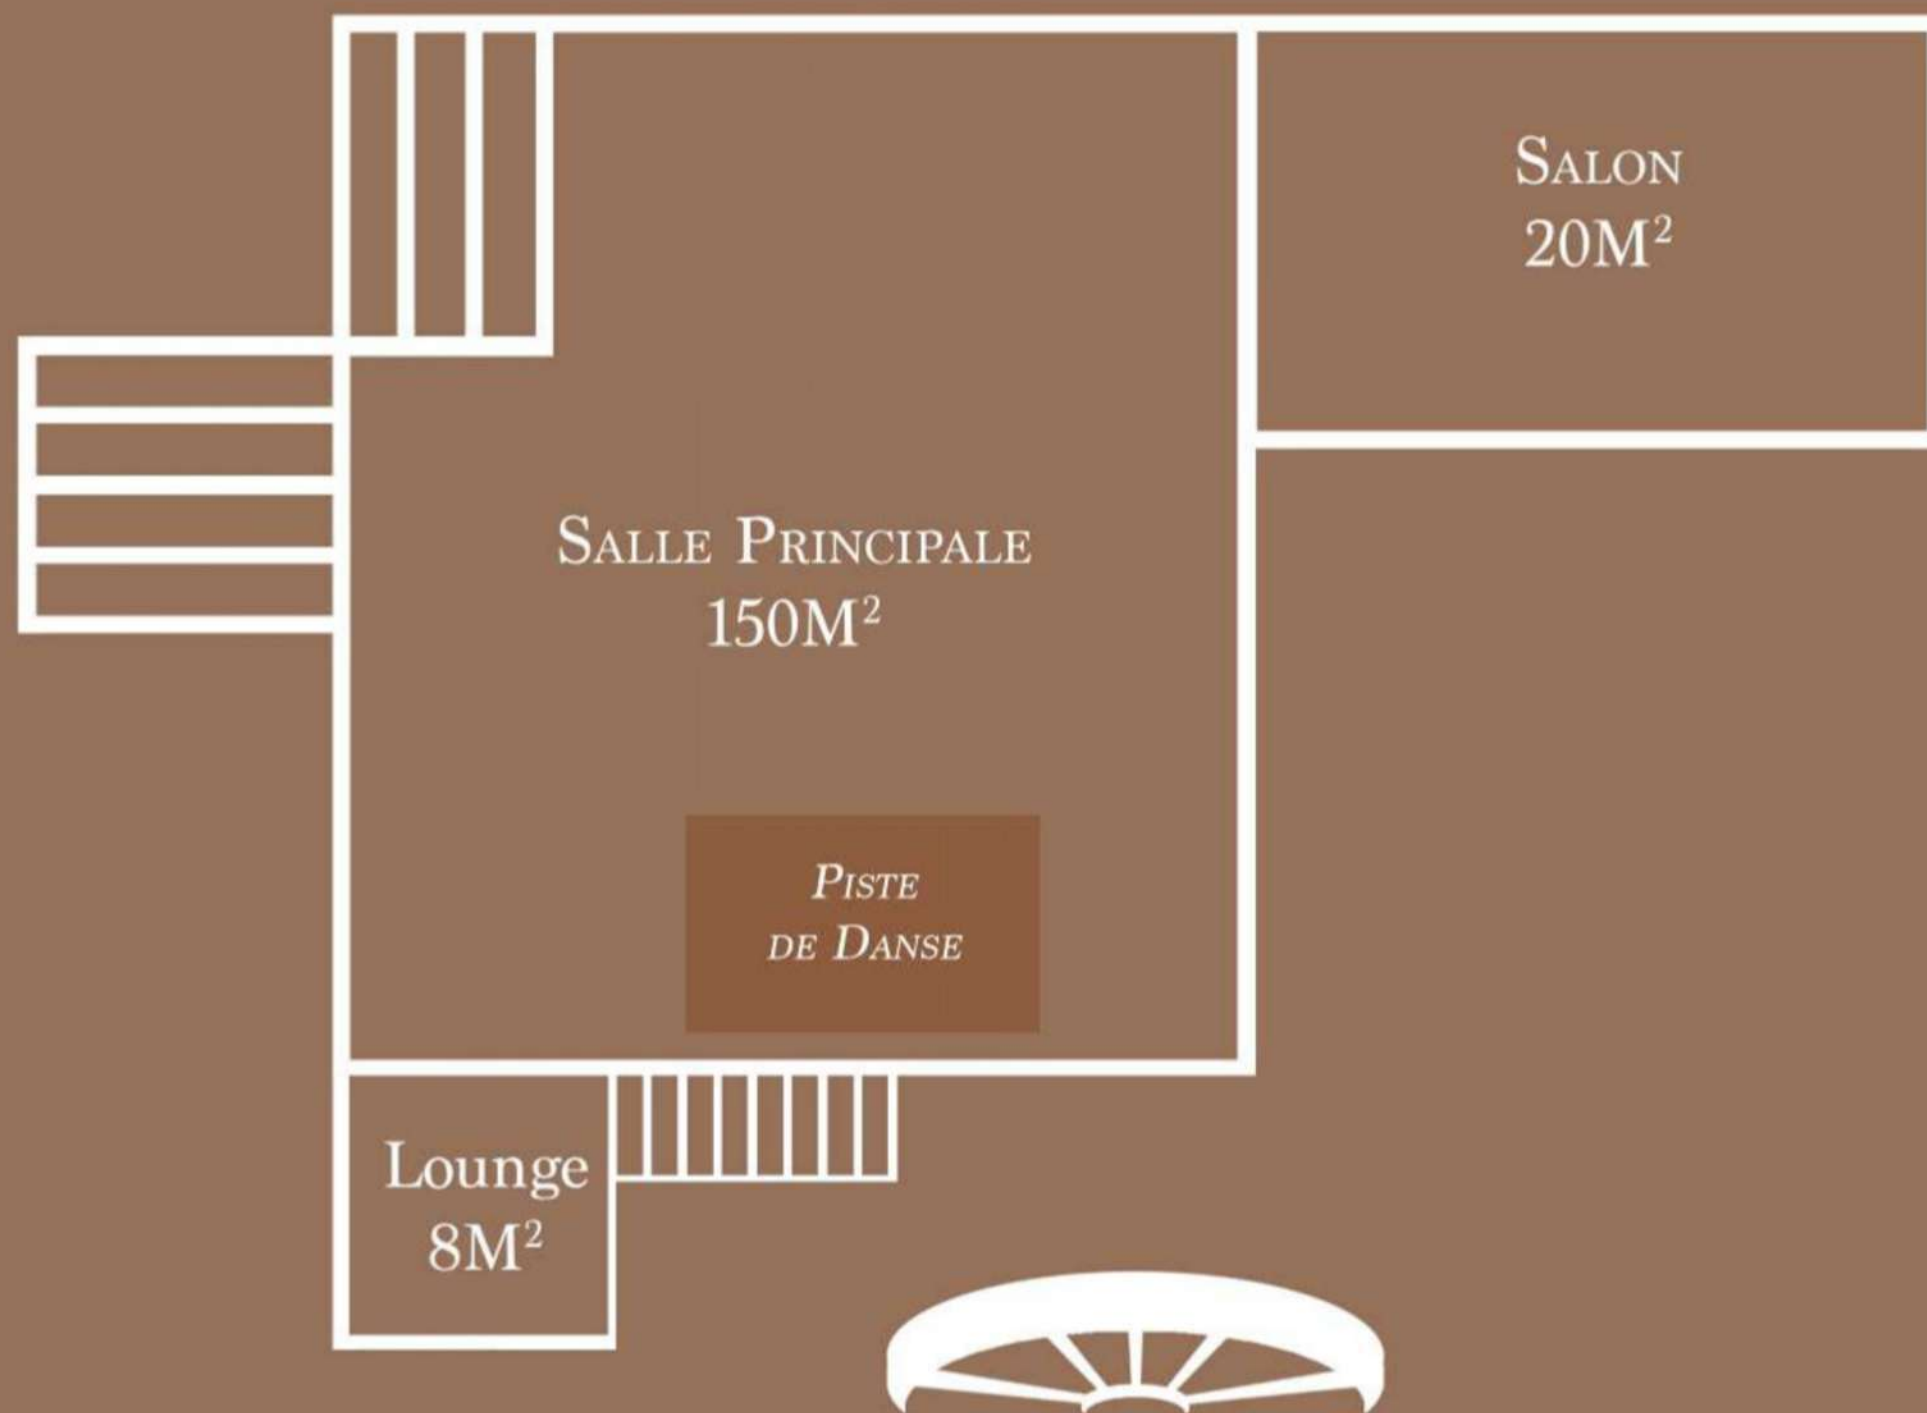 Salon
20M²
Salle Principale
150M²
Piste
de Danse
Lounge
8M²